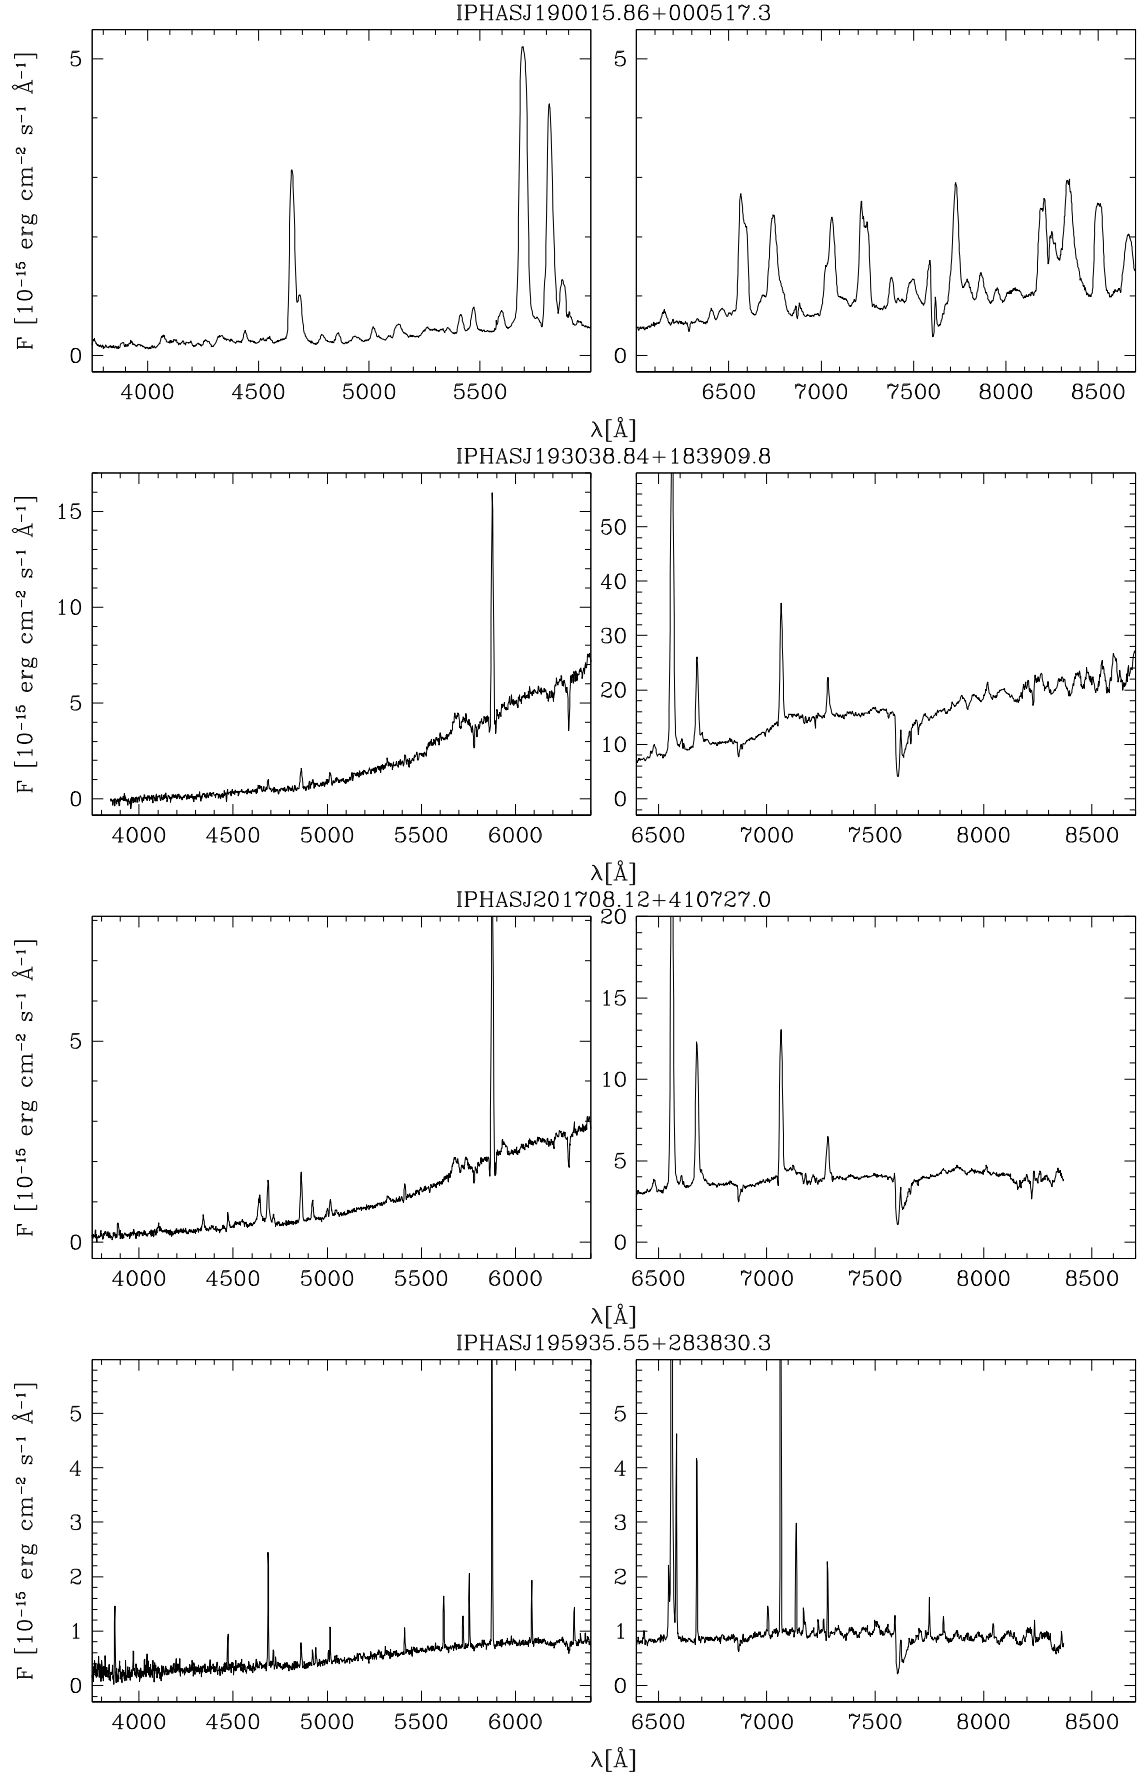 IPHASJ190015.86+000517.3
F [10⁻¹⁵ erg cm⁻² s⁻¹ Å⁻¹]
5
0
4000 4500 5000 5500
5
0
6500 7000 7500 8000 8500
λ[Å]
IPHASJ193038.84+183909.8
F [10⁻¹⁵ erg cm⁻² s⁻¹ Å⁻¹]
15
10
5
0
4000 4500 5000 5500 6000
50
40
30
20
10
0
6500 7000 7500 8000 8500
λ[Å]
IPHASJ201708.12+410727.0
F [10⁻¹⁵ erg cm⁻² s⁻¹ Å⁻¹]
5
0
4000 4500 5000 5500 6000
20
15
10
5
0
6500 7000 7500 8000 8500
λ[Å]
IPHASJ195935.55+283830.3
F [10⁻¹⁵ erg cm⁻² s⁻¹ Å⁻¹]
5
4
3
2
1
0
4000 4500 5000 5500 6000
5
4
3
2
1
0
6500 7000 7500 8000 8500
λ[Å]